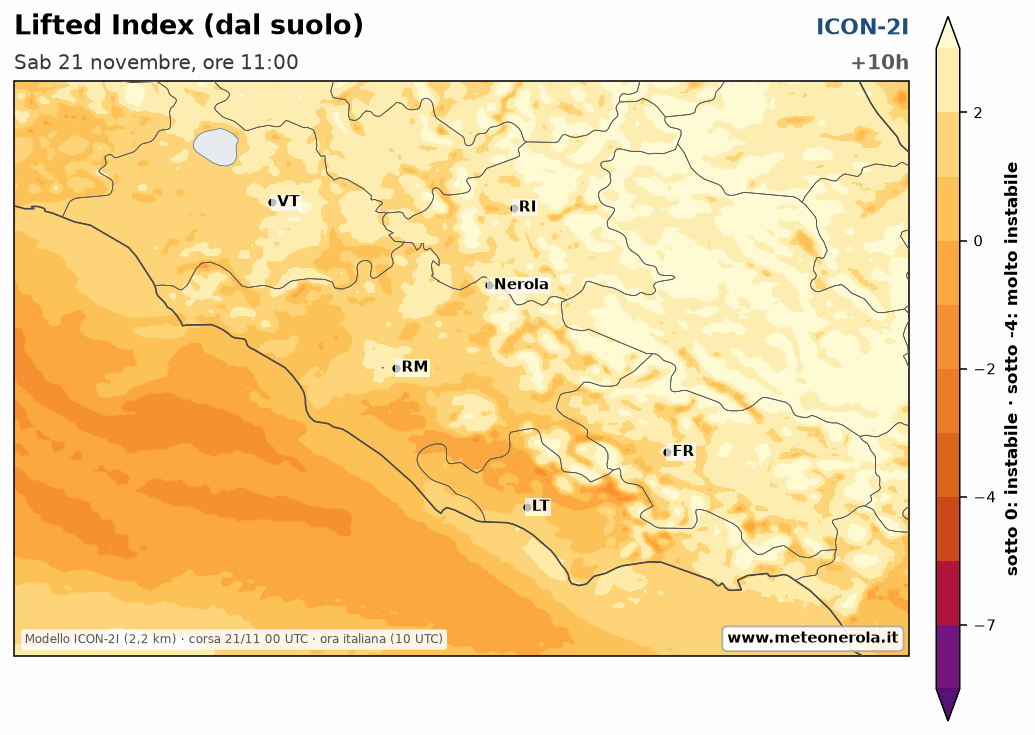 Lifted Index (dal suolo)
ICON-2I
Sab 21 novembre, ore 11:00
+10h
VT
RI
Nerola
RM
FR
LT
2
0
−2
−4
−7
sotto 0: instabile · sotto -4: molto instabile
Modello ICON-2I (2,2 km) · corsa 21/11 00 UTC · ora italiana (10 UTC)
www.meteonerola.it